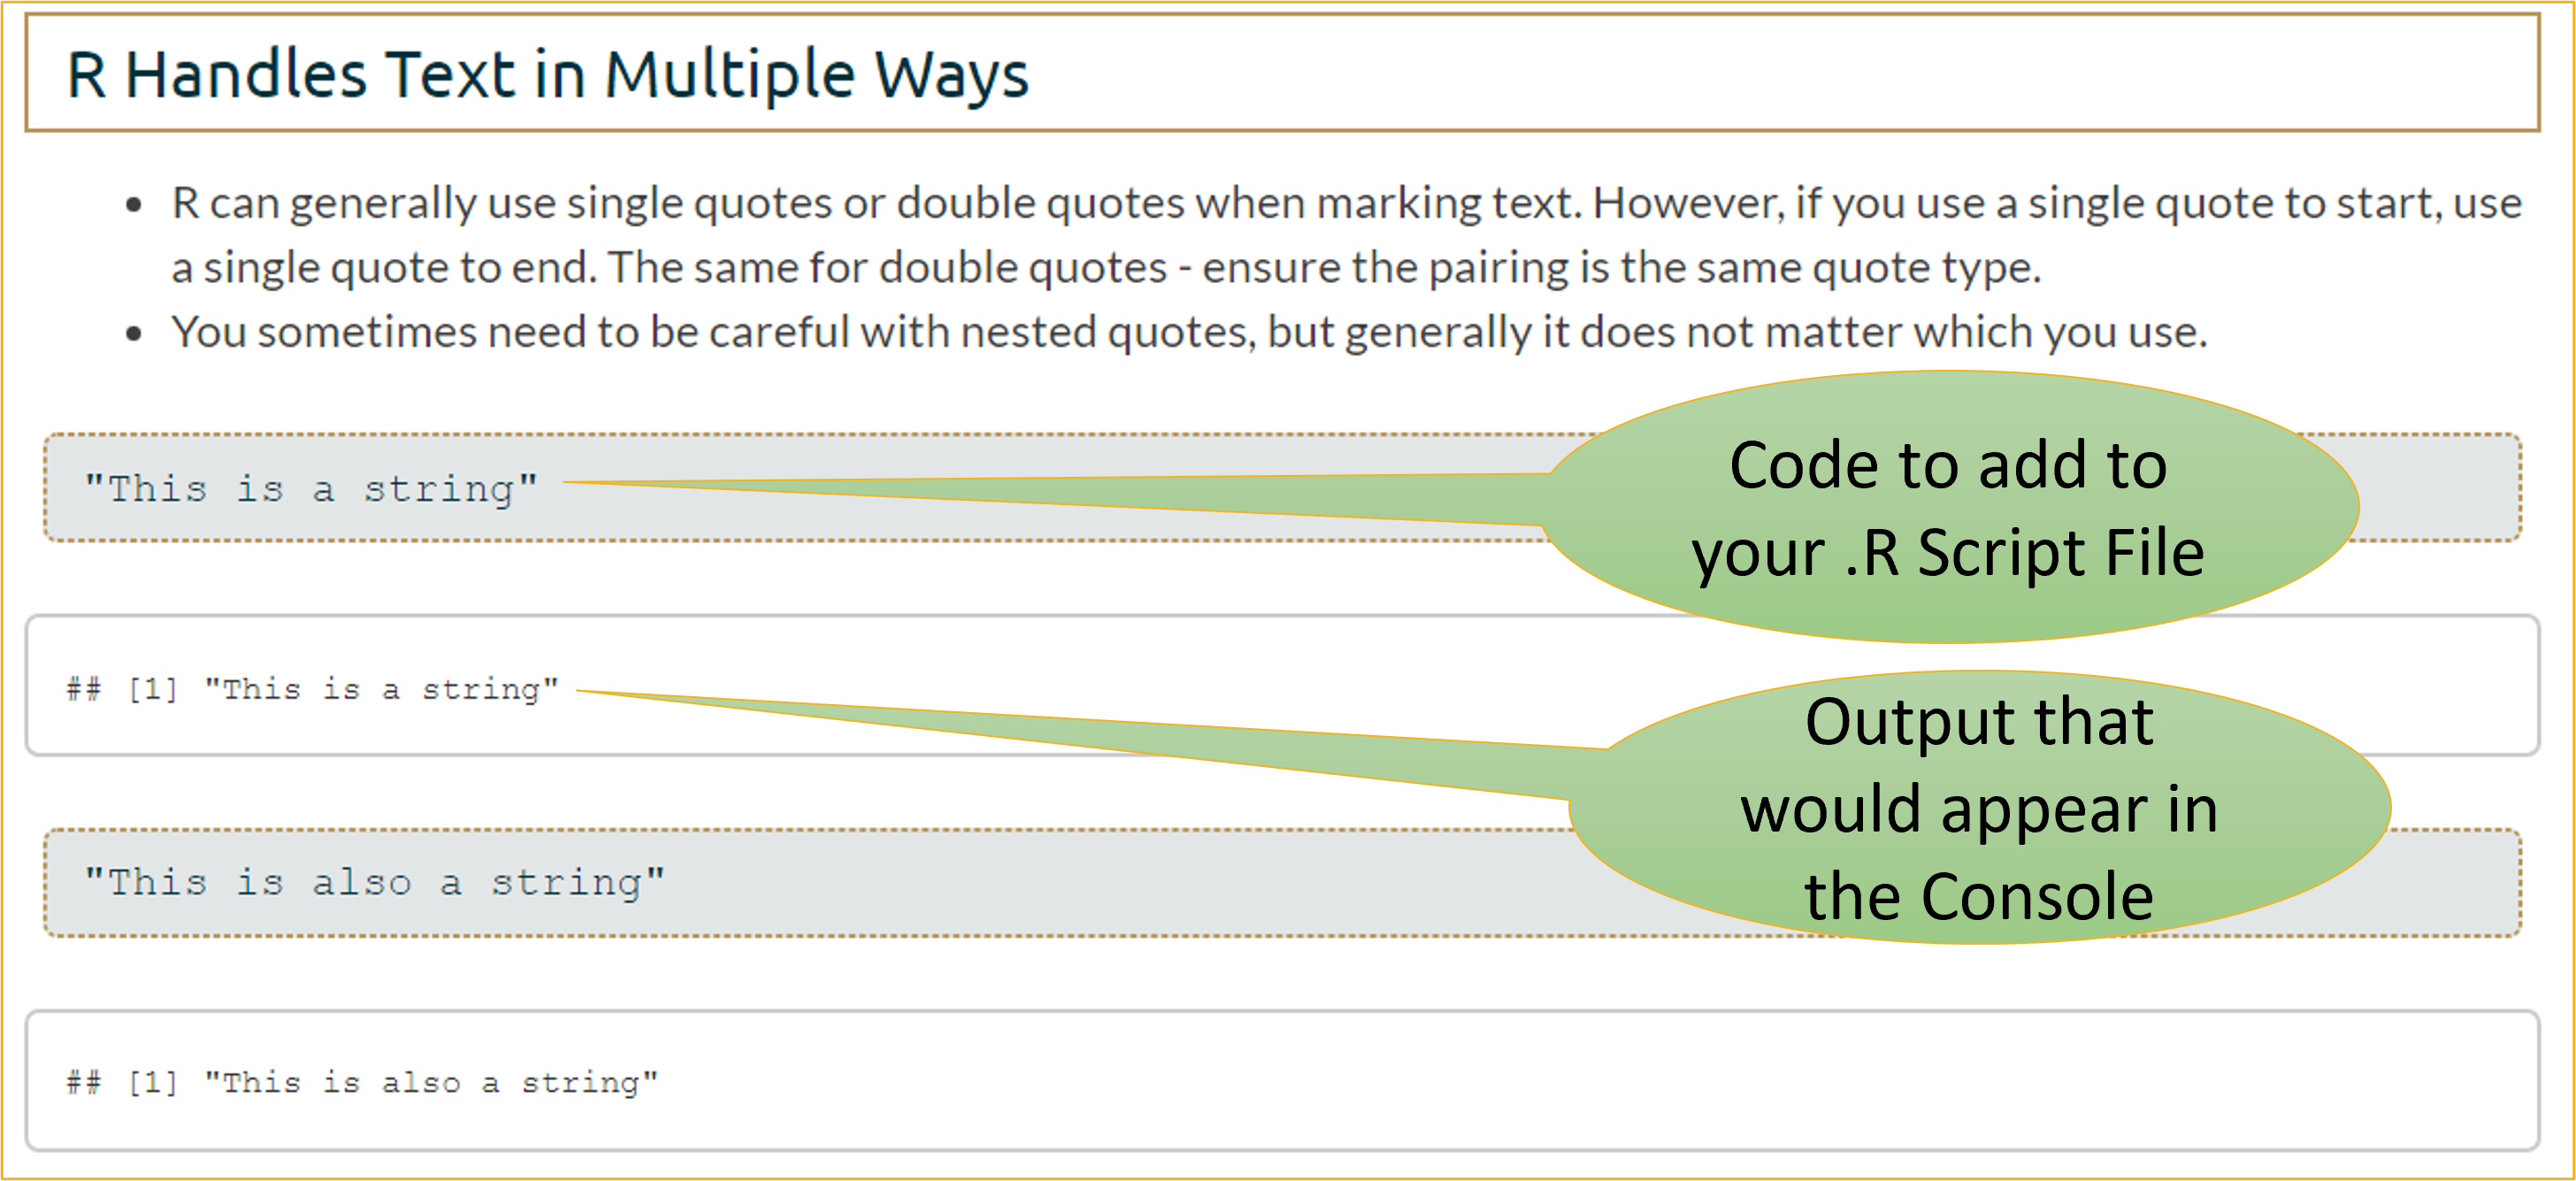 R Handles Text in Multiple Ways
• R can generally use single quotes or double quotes when marking text. However, if you use a single quote to start, use
a single quote to end. The same for double quotes - ensure the pairing is the same quote type.
• You sometimes need to be careful with nested quotes, but generally it does not matter which you use.
"This is a string"
Code to add to
your .R Script File
## [1] "This is a string"
Output that
would appear in
the Console
"This is also a string"
## [1] "This is also a string"